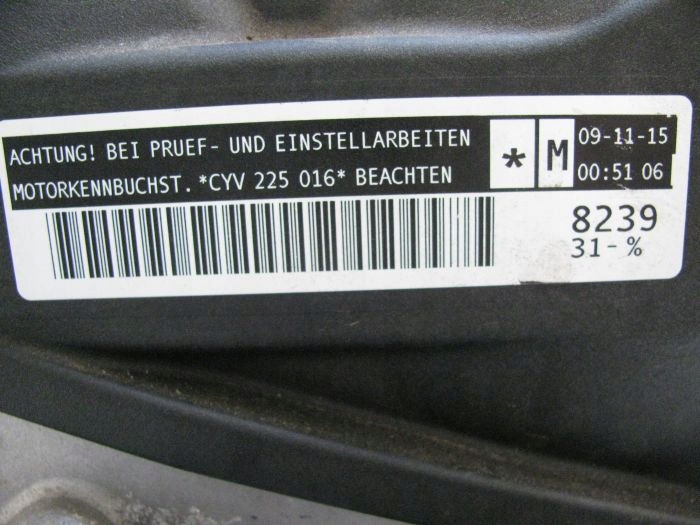 ACHTUNG! BEI PRUEF- UND EINSTELLARBEITEN
MOTORKENNBUCHST. *CYV 225 016* BEACHTEN
* M
09-11-15
00:51 06
8239
31-%